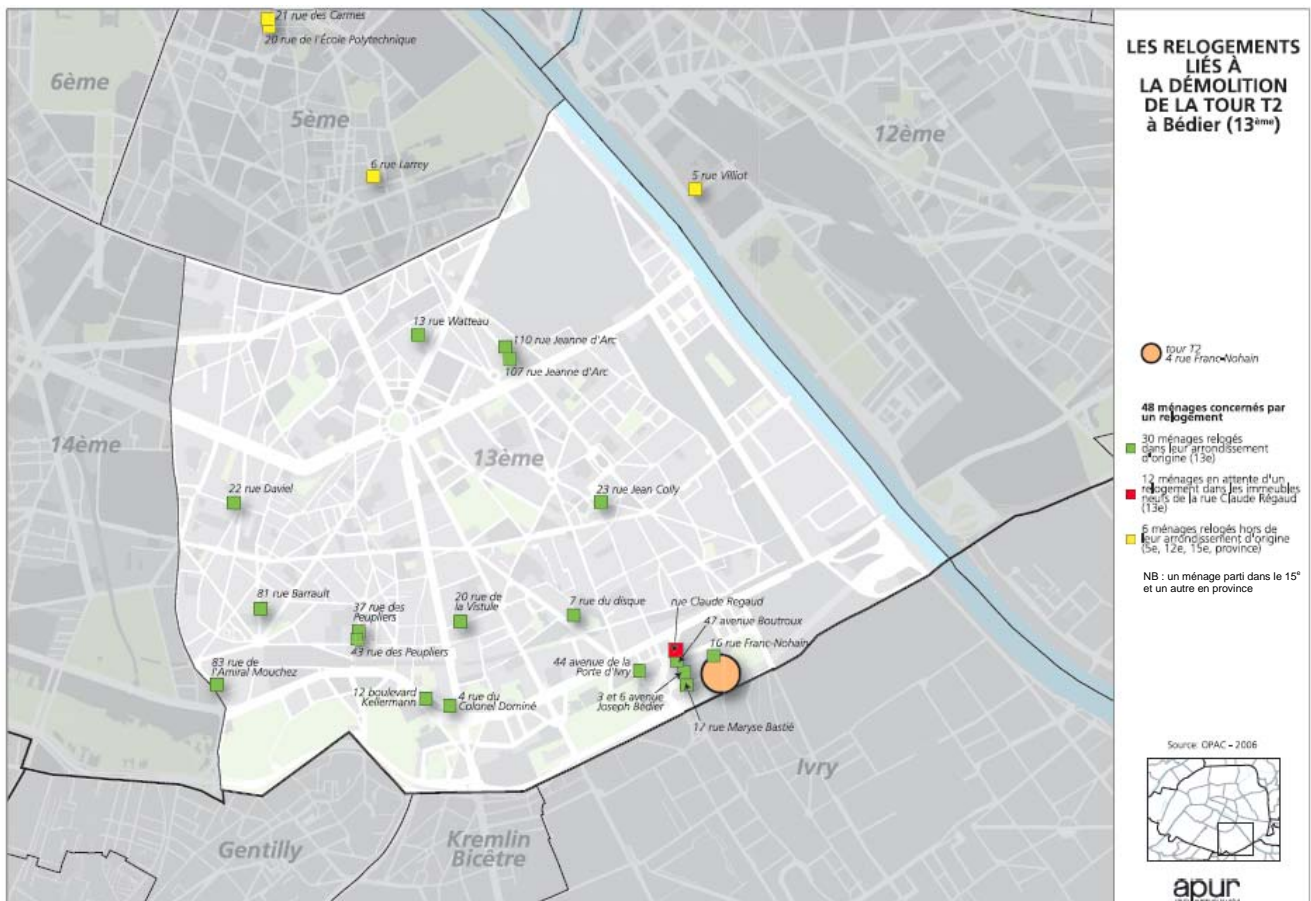 21 rue des Carmes
20 rue de l'École Polytechnique
6ème
5ème
12ème
6 rue Larrey
5 rue Villiot
13 rue Watteau
110 rue Jeanne d'Arc
107 rue Jeanne d'Arc
14ème
13ème
22 rue Daviel
23 rue Jean Colly
81 rue Barrault
37 rue des
Peupliers
43 rue des Peupliers
20 rue de
la Vistule
7 rue du disque
rue Claude Regaud
47 avenue Boutroux
16 rue Franc-Nohain
83 rue de
l'Amiral Mouchez
44 avenue de la
Porte d'Ivry
12 boulevard
Kellermann
4 rue du
Colonel Dominé
3 et 6 avenue
Joseph Bédier
17 rue Maryse Bastié
Ivry
Gentilly
Kremlin
Bicêtre
LES RELOGEMENTS
LIÉS À
LA DÉMOLITION
DE LA TOUR T2
à Bédier (13ème)
tour T2
4 rue Franc-Nohain
48 ménages concernés par
un relogement
30 ménages relogés
dans leur arrondissement
d'origine (13e)
12 ménages en attente d'un
relogement dans les immeubles
neufs de la rue Claude Régaud
(13e)
6 ménages relogés hors de
leur arrondissement d'origine
(5e, 12e, 15e, province)
NB : un ménage parti dans le 15e
et un autre en province
Source: OPAC - 2006
apur